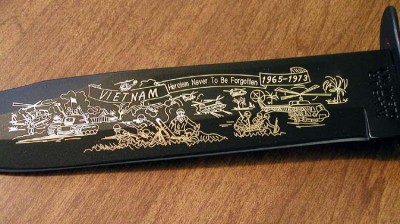 VIETNAM
Heroism Never To Be Forgotten
1965-1973